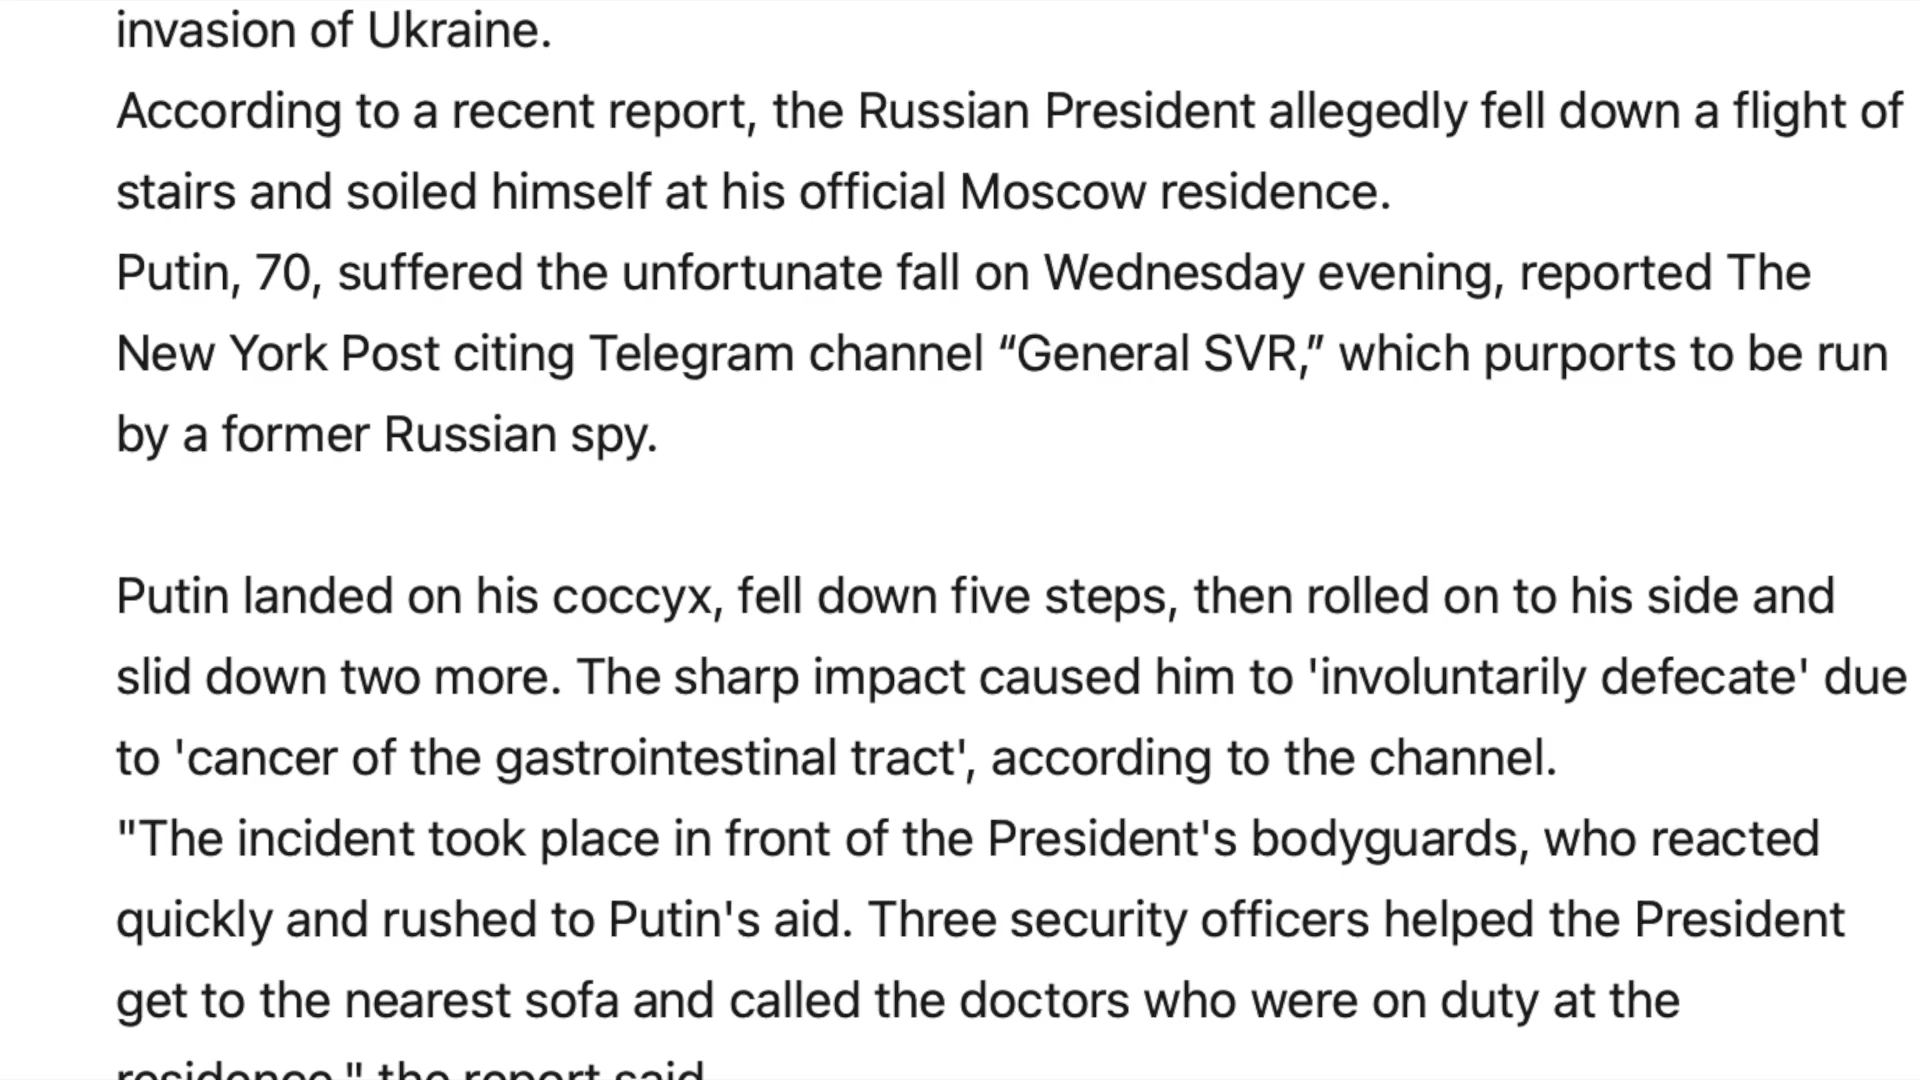 invasion of Ukraine.
According to a recent report, the Russian President allegedly fell down a flight of
stairs and soiled himself at his official Moscow residence.
Putin, 70, suffered the unfortunate fall on Wednesday evening, reported The
New York Post citing Telegram channel “General SVR,” which purports to be run
by a former Russian spy.
Putin landed on his coccyx, fell down five steps, then rolled on to his side and
slid down two more. The sharp impact caused him to 'involuntarily defecate' due
to 'cancer of the gastrointestinal tract', according to the channel.
"The incident took place in front of the President's bodyguards, who reacted
quickly and rushed to Putin's aid. Three security officers helped the President
get to the nearest sofa and called the doctors who were on duty at the
residence," the report said